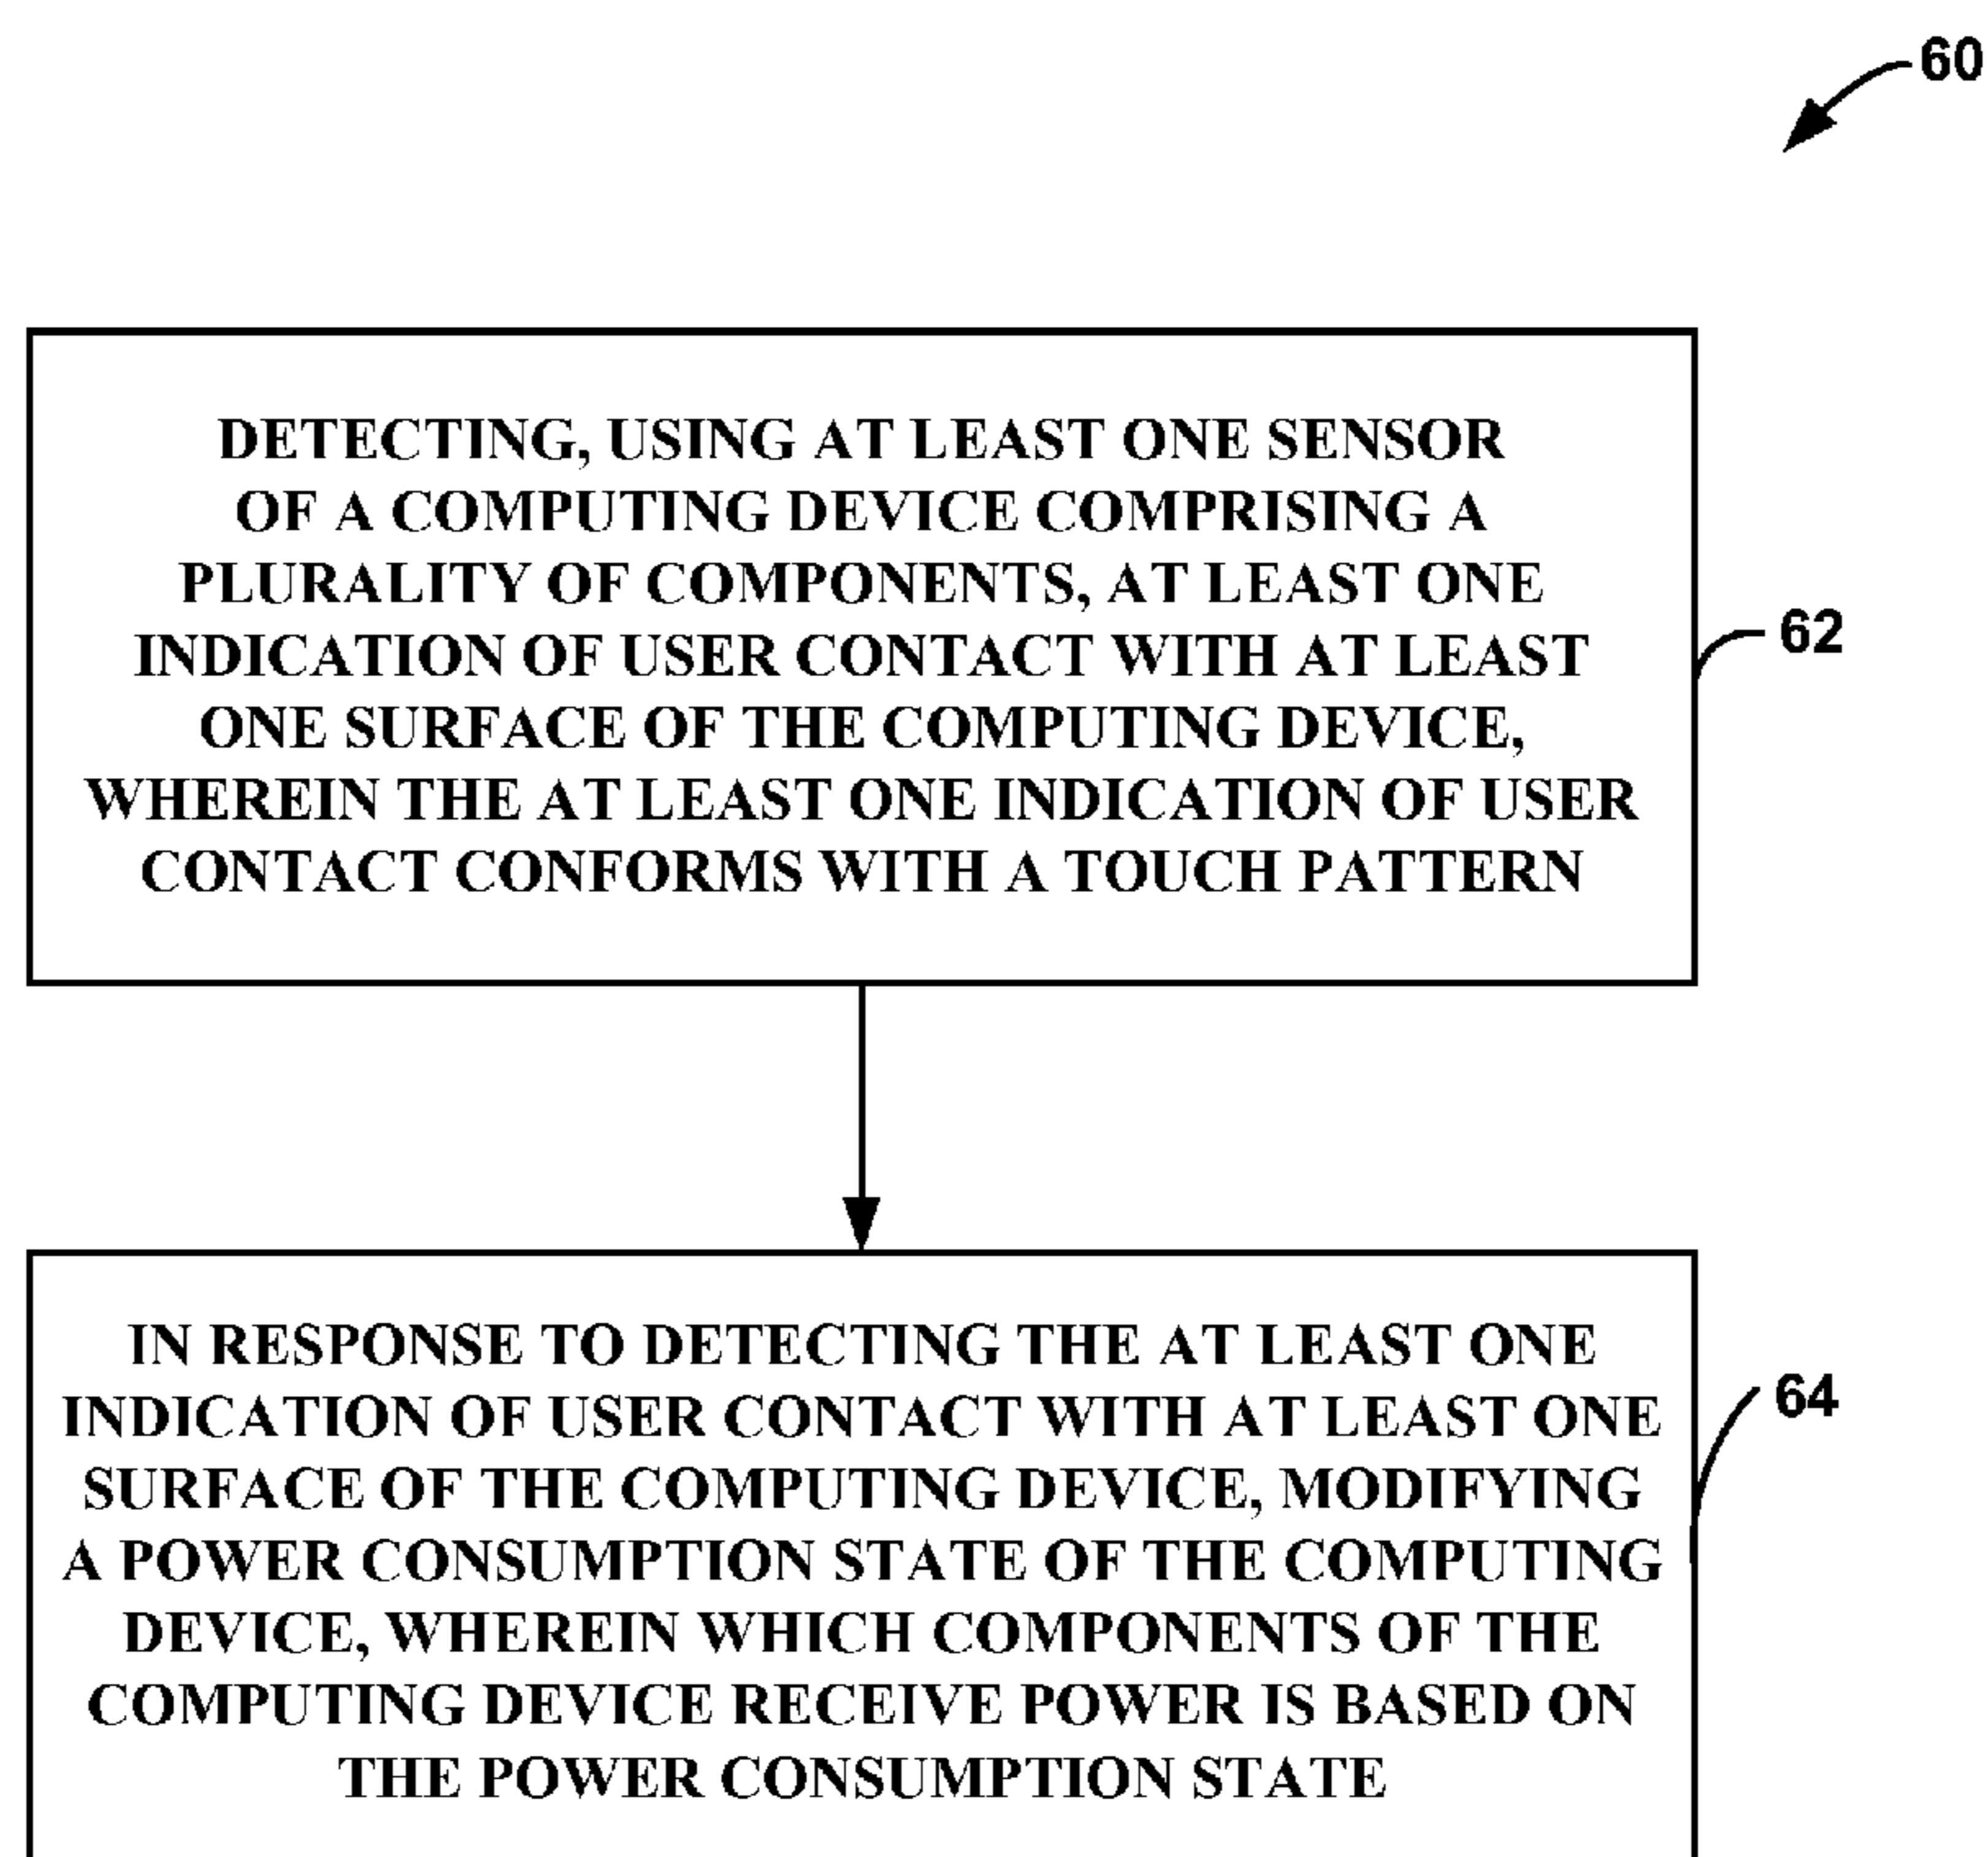 60
DETECTING, USING AT LEAST ONE SENSOR
OF A COMPUTING DEVICE COMPRISING A
PLURALITY OF COMPONENTS, AT LEAST ONE
INDICATION OF USER CONTACT WITH AT LEAST
ONE SURFACE OF THE COMPUTING DEVICE,
WHEREIN THE AT LEAST ONE INDICATION OF USER
CONTACT CONFORMS WITH A TOUCH PATTERN
62
IN RESPONSE TO DETECTING THE AT LEAST ONE
INDICATION OF USER CONTACT WITH AT LEAST ONE
SURFACE OF THE COMPUTING DEVICE, MODIFYING
A POWER CONSUMPTION STATE OF THE COMPUTING
DEVICE, WHEREIN WHICH COMPONENTS OF THE
COMPUTING DEVICE RECEIVE POWER IS BASED ON
THE POWER CONSUMPTION STATE
64